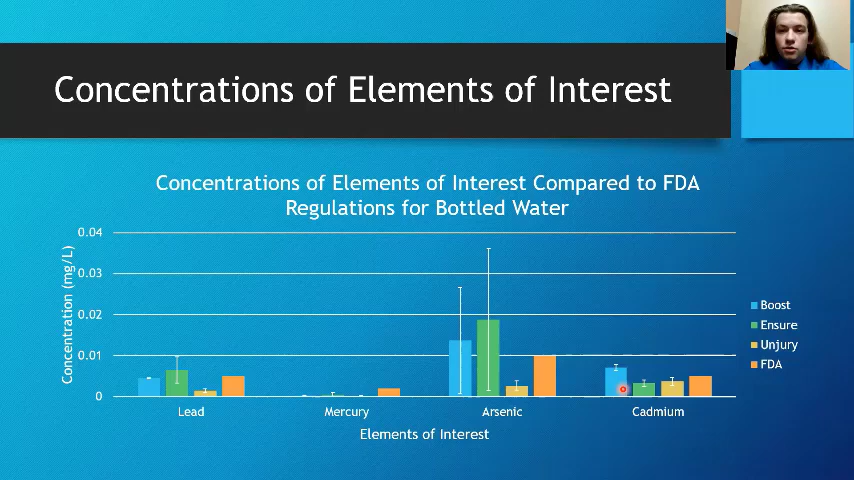 Concentrations of Elements of Interest
Concentrations of Elements of Interest Compared to FDA
Regulations for Bottled Water
Concentration (mg/L)
0.04
0.03
0.02
0.01
0
Lead
Mercury
Arsenic
Cadmium
Elements of Interest
Boost
Ensure
Unjury
FDA